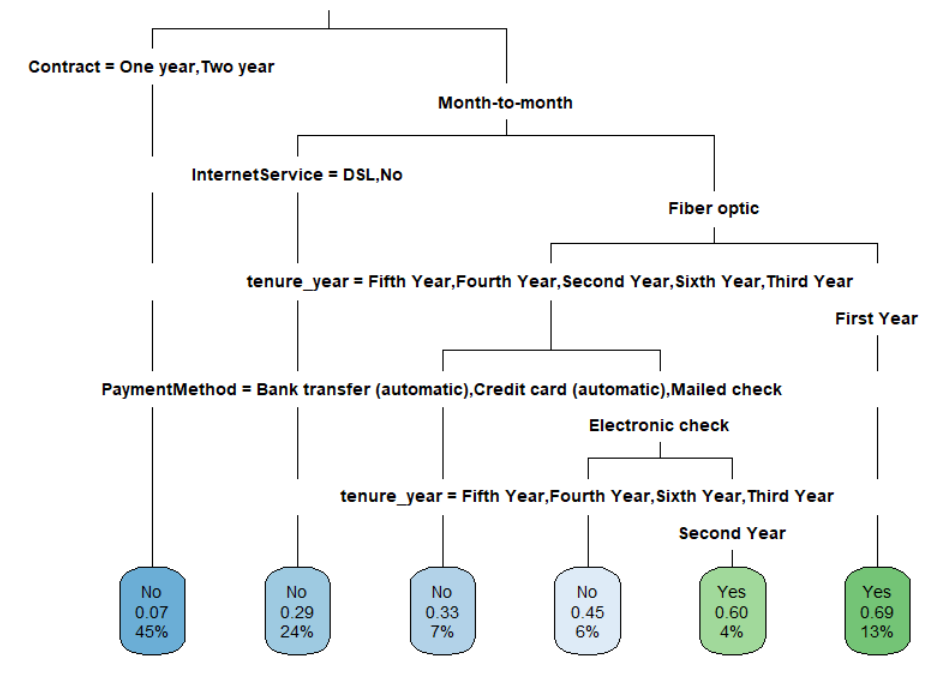 Contract = One year,Two year
Month-to-month
InternetService = DSL,No
Fiber optic
tenure_year = Fifth Year,Fourth Year,Second Year,Sixth Year,Third Year
First Year
PaymentMethod = Bank transfer (automatic),Credit card (automatic),Mailed check
Electronic check
tenure_year = Fifth Year,Fourth Year,Sixth Year,Third Year
Second Year
No
0.07
45%
No
0.29
24%
No
0.33
7%
No
0.45
6%
Yes
0.60
4%
Yes
0.69
13%